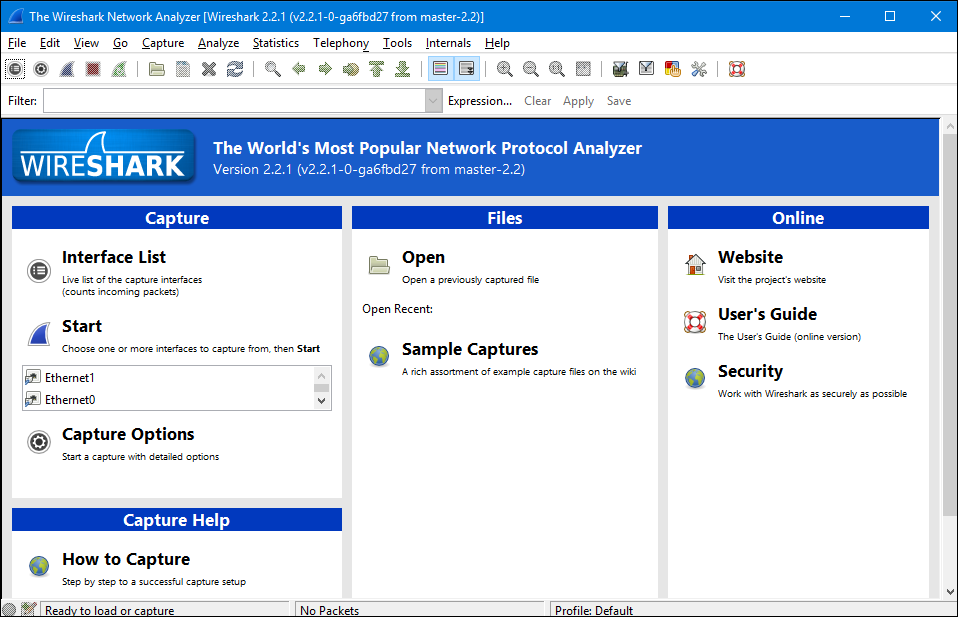 The Wireshark Network Analyzer [Wireshark 2.2.1 (v2.2.1-0-ga6fbd27 from master-2.2)]
File Edit View Go Capture Analyze Statistics Telephony Tools Internals Help
Filter: Expression... Clear Apply Save
WIRESHARK
The World's Most Popular Network Protocol Analyzer
Version 2.2.1 (v2.2.1-0-ga6fbd27 from master-2.2)
Capture
Interface List
Live list of the capture interfaces
(counts incoming packets)
Start
Choose one or more interfaces to capture from, then Start
Ethernet1
Ethernet0
Capture Options
Start a capture with detailed options
Capture Help
How to Capture
Step by step to a successful capture setup
Files
Open
Open a previously captured file
Open Recent:
Sample Captures
A rich assortment of example capture files on the wiki
Online
Website
Visit the project's website
User's Guide
The User's Guide (online version)
Security
Work with Wireshark as securely as possible
Ready to load or capture
No Packets
Profile: Default